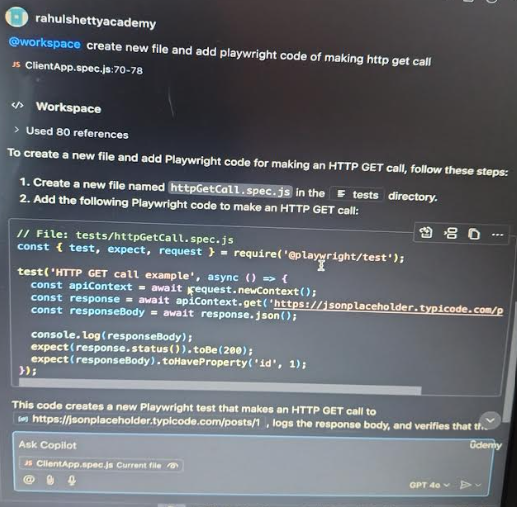 rahulshettyacademy
@workspace create new file and add playwright code of making http get call
JS ClientApp.spec.js:70-78
</> Workspace
> Used 80 references
To create a new file and add Playwright code for making an HTTP GET call, follow these steps:
1. Create a new file named httpGetCall.spec.js in the tests directory.
2. Add the following Playwright code to make an HTTP GET call:
// File: tests/httpGetCall.spec.js
const { test, expect, request } = require('@playwright/test');
test('HTTP GET call example', async () => {
const apiContext = await request.newContext();
const response = await apiContext.get('https://jsonplaceholder.typicode.com/p
const responseBody = await response.json();
console.log(responseBody);
expect(response.status()).toBe(200);
expect(responseBody).toHaveProperty('id', 1);
});
This code creates a new Playwright test that makes an HTTP GET call to
https://jsonplaceholder.typicode.com/posts/1 , logs the response body, and verifies that
Ask Copilot
Udemy
JS ClientApp.spec.js Current file
@
GPT 4o